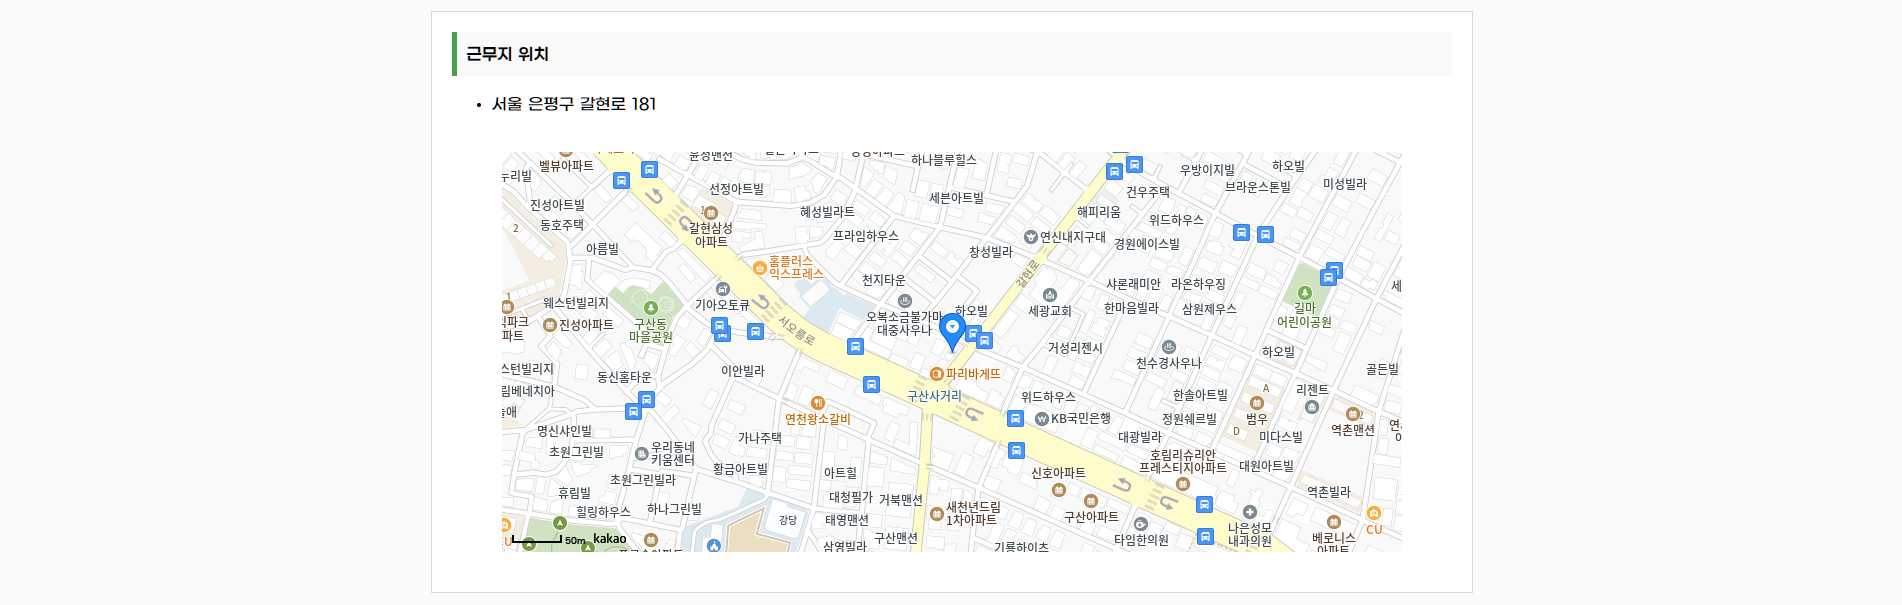 근무지 위치
서울 은평구 갈현로 181
윤정맨션
하나블루힐스
벨뷰아파트
우방이지빌
하오빌
누리빌
선정아트빌
건우주택
브라운스톤빌
미성빌라
진성아트빌
세븐아트빌
동호주택
갈현삼성
아파트
혜성빌라트
해피리움
위드하우스
2
아름빌
프라임하우스
연신내지구대
경원에이스빌
창성빌라
홈플러스
익스프레스
갈현로
천지타운
샤론래미안
라온하우징
1
웨스턴빌리지
기아오토큐
하오빌
세광교회
한마음빌라
삼원제우스
길마
어린이공원
진성아파트
구산동
마을공원
서오릉로
오복소금불가마
대중사우나
거성리젠시
천수경사우나
하오빌
스턴빌리지
동신홈타운
이안빌라
파리바게뜨
골든빌
림베네치아
구산사거리
위드하우스
한솔아트빌
A
리젠트
연천왕소갈비
KB국민은행
정원쉐르빌
범우
역촌맨션
명신샤인빌
가나주택
대광빌라
D
미다스빌
초원그린빌
우리동네
키움센터
황금아트빌
아트힐
신호아파트
호림리슈리안
프레스티지아파트
대원아트빌
초원그린빌라
휴림빌
대청필가
거북맨션
역촌빌라
힐링하우스
하나그린빌
강당
태영맨션
새천년드림
1차아파트
구산아파트
타임한의원
나은성모
내과의원
CU
베로니스
아파트
50m
kakao
삼영빌라
구산맨션
기룡하이츠